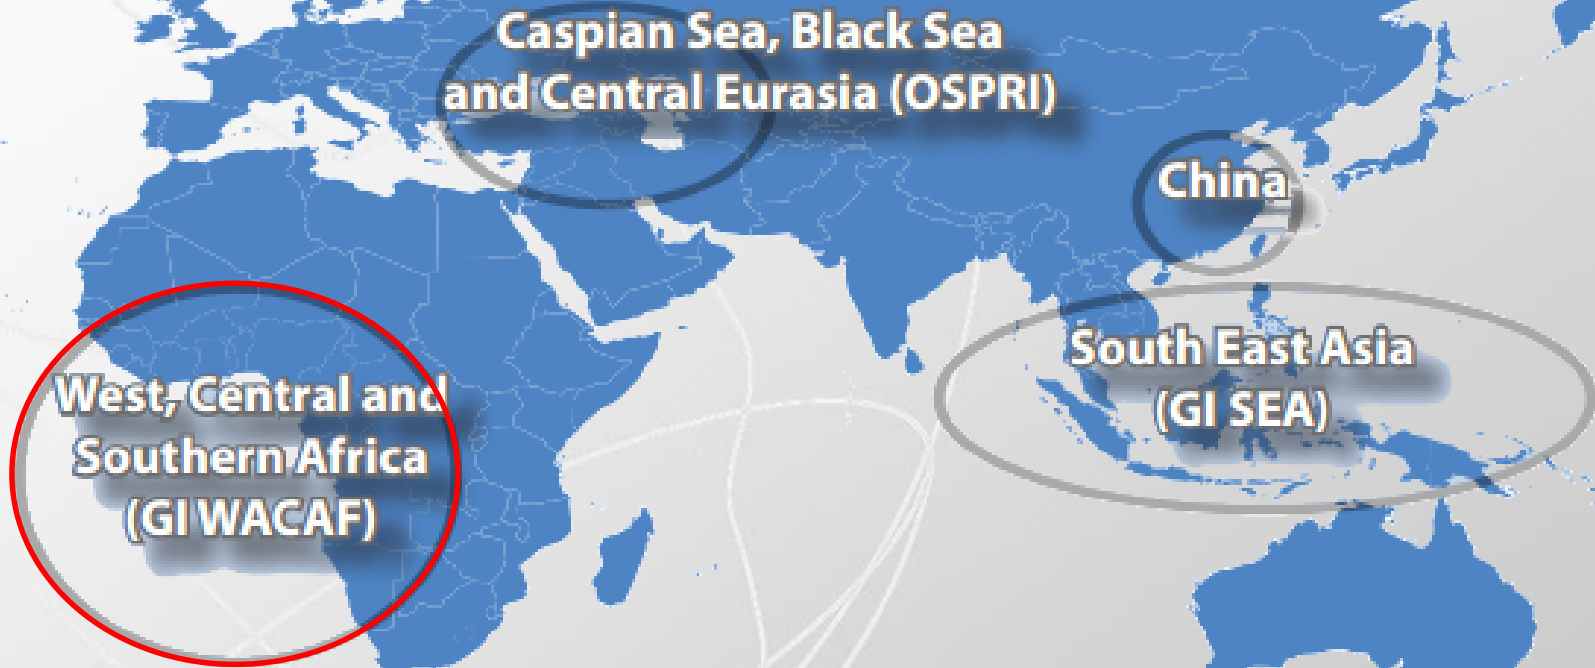 Caspian Sea, Black Sea
and Central Eurasia (OSPRI)
China
South East Asia
(GI SEA)
West, Central and
Southern Africa
(GI WACAF)